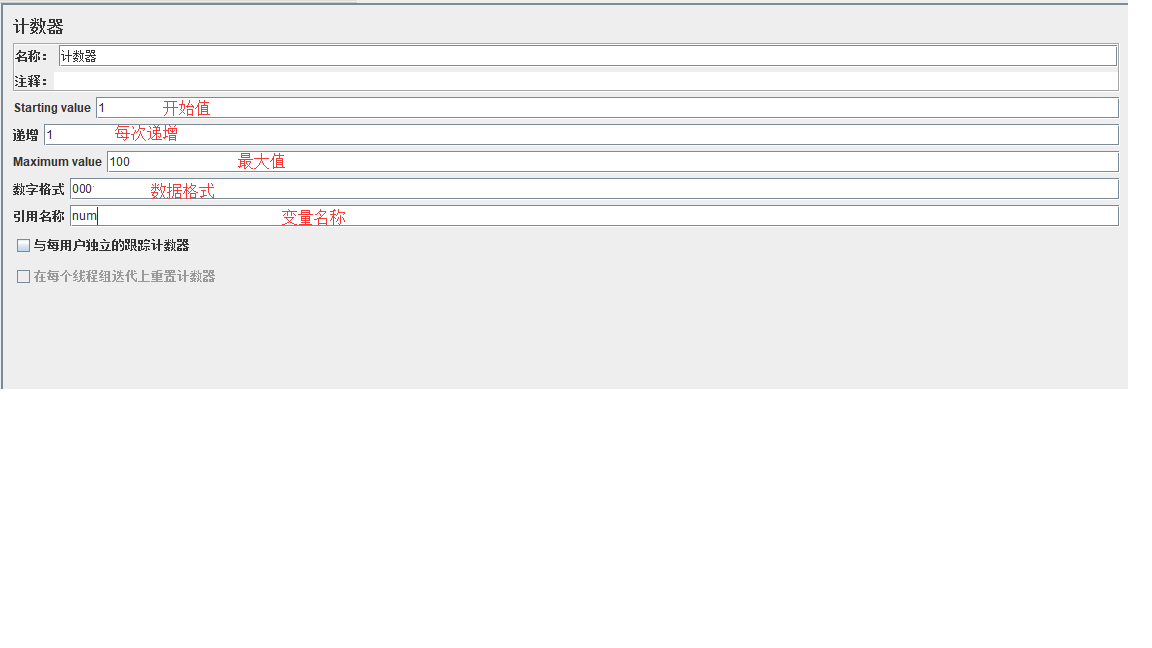 计数器
名称： 计数器
注释：
Starting value 1 开始值
递增 1 每次递增
Maximum value 100 最大值
数字格式 000 数据格式
引用名称 num 变量名称
与每用户独立的跟踪计数器
在每个线程组迭代上重置计数器